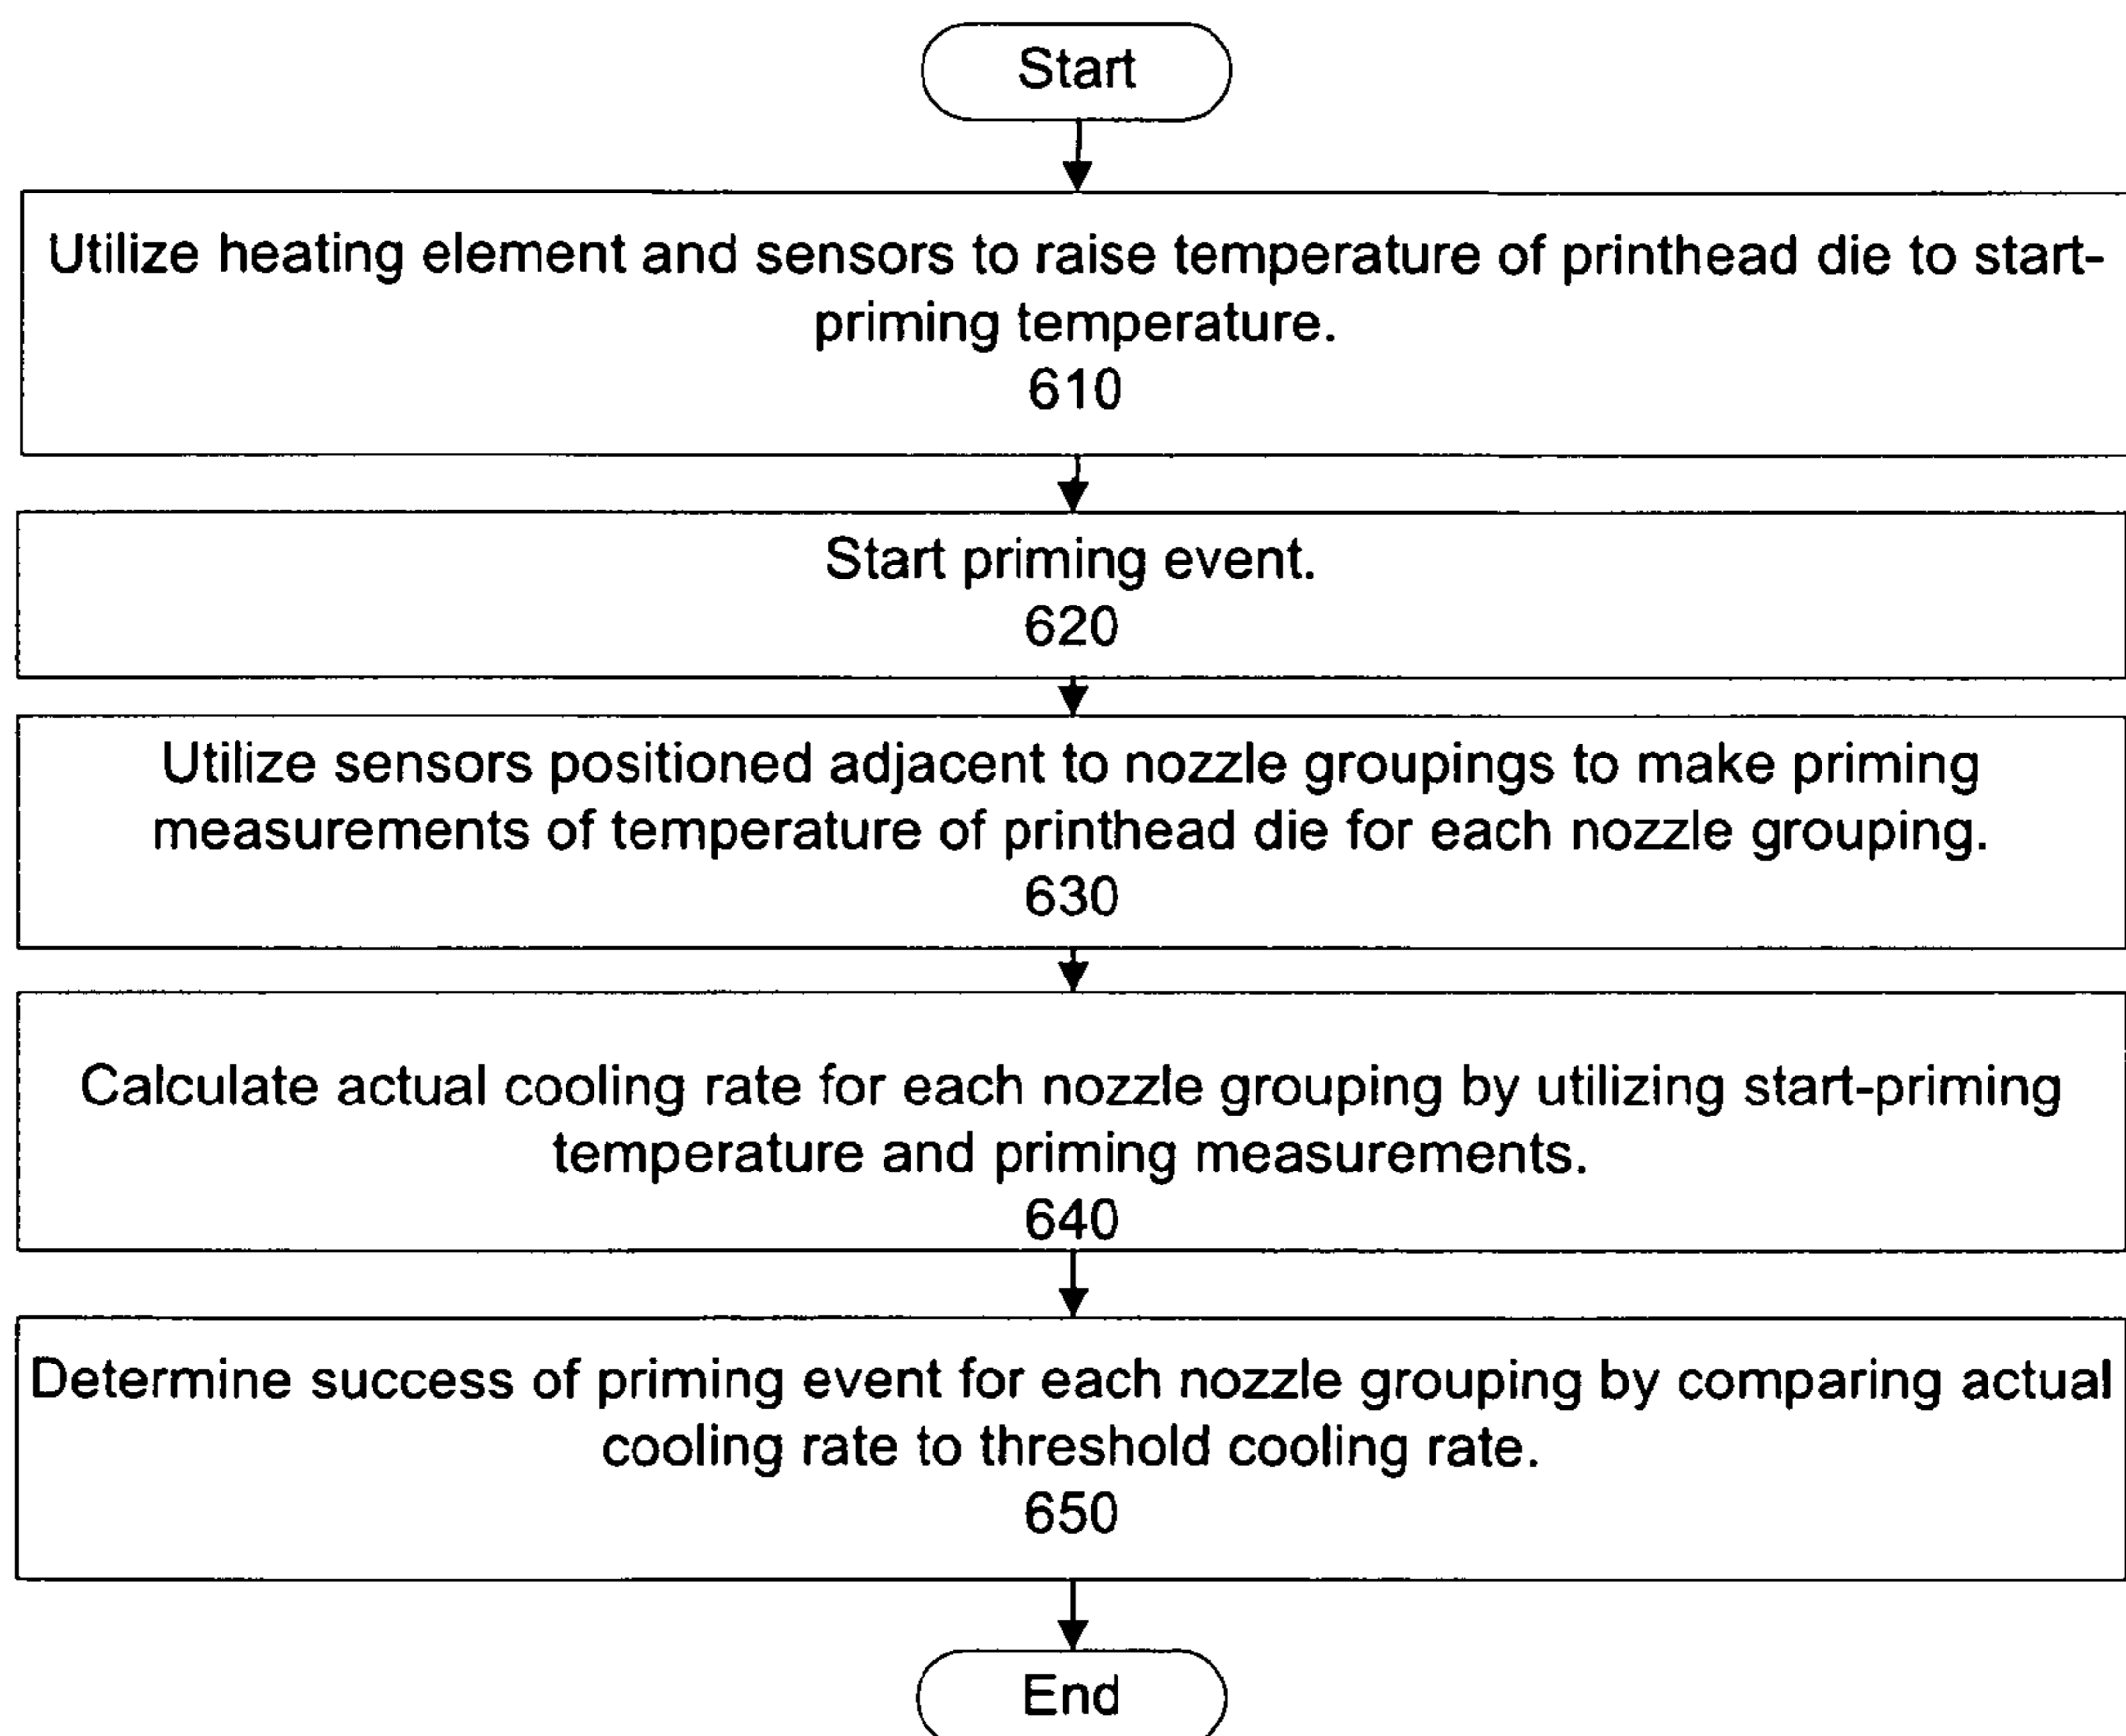 Start
Utilize heating element and sensors to raise temperature of printhead die to start-
priming temperature.
610
Start priming event.
620
Utilize sensors positioned adjacent to nozzle groupings to make priming
measurements of temperature of printhead die for each nozzle grouping.
630
Calculate actual cooling rate for each nozzle grouping by utilizing start-priming
temperature and priming measurements.
640
Determine success of priming event for each nozzle grouping by comparing actual
cooling rate to threshold cooling rate.
650
End